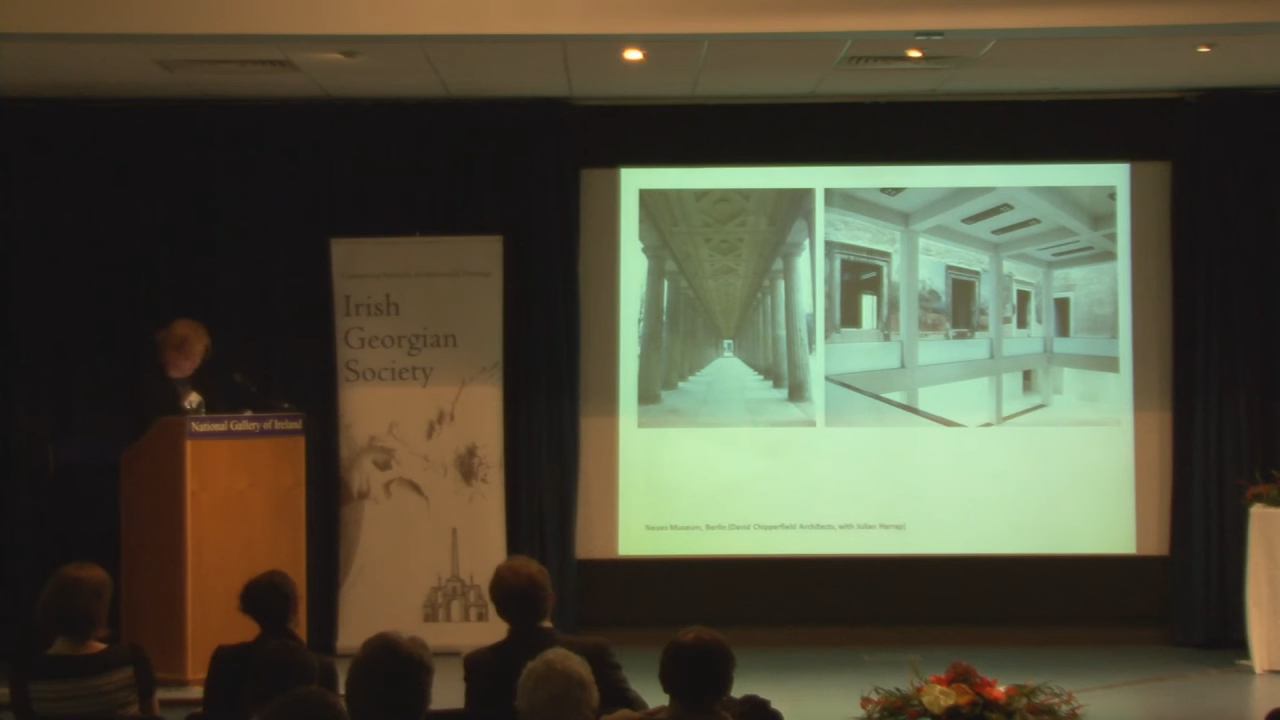 Irish
Georgian
Society
National Gallery of Ireland
Neues Museum, Berlin (David Chipperfield Architects, with Julian Harrap)